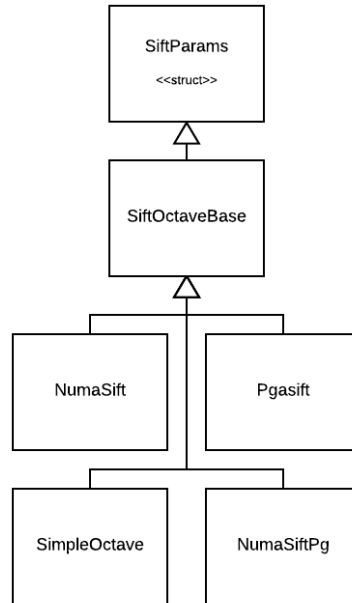 SiftParams
<<struct>>
SiftOctaveBase
NumaSift
Pgasift
SimpleOctave
NumaSiftPg